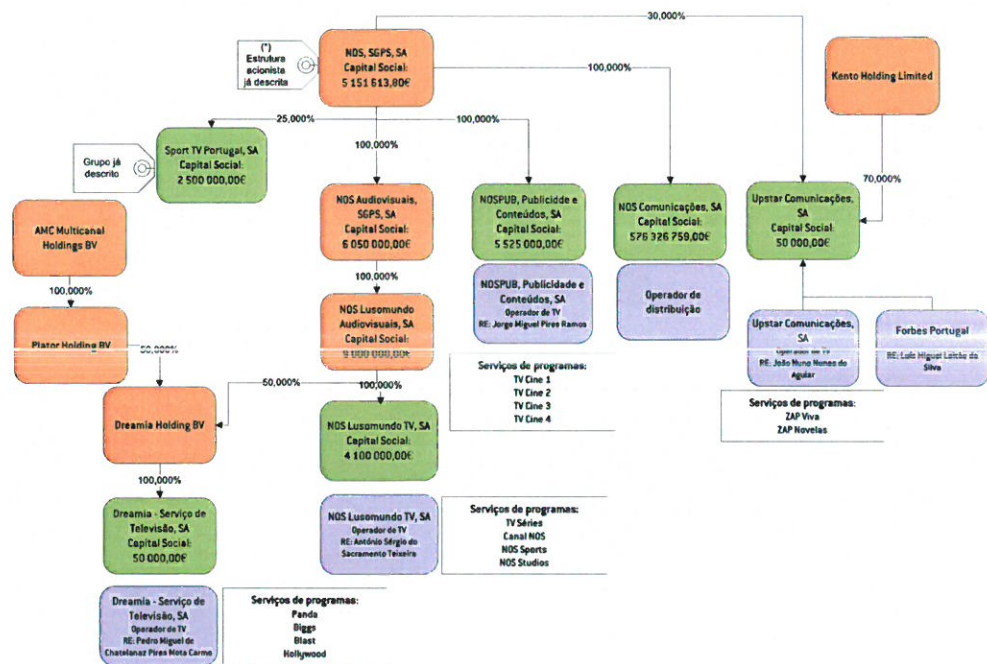 30,000%
(*)
Estrutura
acionista
já descrita
NOS, SGPS, SA
Capital Social:
5 151 613,80€
100,000%
Kento Holding Limited
25,000%
100,000%
100,000%
70,000%
Grupo já
descrito
Sport TV Portugal, SA
Capital Social:
2 500 000,00€
NOS Audiovisuais,
SGPS, SA
Capital Social:
6 050 000,00€
NOSPUB, Publicidde e
Conteúdos, SA
Capital Social:
5 525 000,00€
NOS Comunicações, SA
Capital Social:
576 326 759,00€
Upstar Comunicações,
SA
Capital Social:
50 000,00€
AMC Multicanal
Holdings BV
100,000%
100,000%
NOSPUB, Publicidade e
Conteúdos, SA
Operador de TV
RE: Jorge Miguel Pires Ramos
Operador de
distribuição
Plator Holding BV
50,000%
NOS Lusomundo
Audiovisuais, SA
Capital Social:
9 000 000,00€
Upstar Comunicações,
SA
Operador de TV
RE: João Nuno Nunes de
Aguiar
Forbes Portugal
RE: Luís Miguel Leitão da
Silva
50,000%
100,000%
Serviços de programas:
TV Cine 1
TV Cine 2
TV Cine 3
TV Cine 4
Serviços de programas:
ZAP Viva
ZAP Novelas
Dreamia Holding BV
NOS Lusomundo TV, SA
Capital Social:
4 100 000,00€
100,000%
Dreamia - Serviço de
Televisão, SA
Capital Social:
50 000,00€
NOS Lusomundo TV, SA
Operador de TV
RE: António Sérgio do
Sacramento Teixeira
Serviços de programas:
TV Séries
Canal NOS
NOS Sports
NOS Studios
Dreamia - Serviço de
Televisão, SA
Operador de TV
RE: Pedro Miguel de
Chatelanaz Pires Mota Carmo
Serviços de programas:
Panda
Biggs
Blast
Hollywood